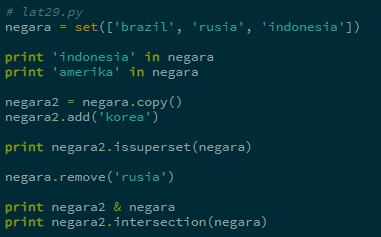 # lat29.py
negara = set(['brazil', 'rusia', 'indonesia'])
print 'indonesia' in negara
print 'amerika' in negara
negara2 = negara.copy()
negara2.add('korea')
print negara2.issuperset(negara)
negara.remove('rusia')
print negara2 & negara
print negara2.intersection(negara)